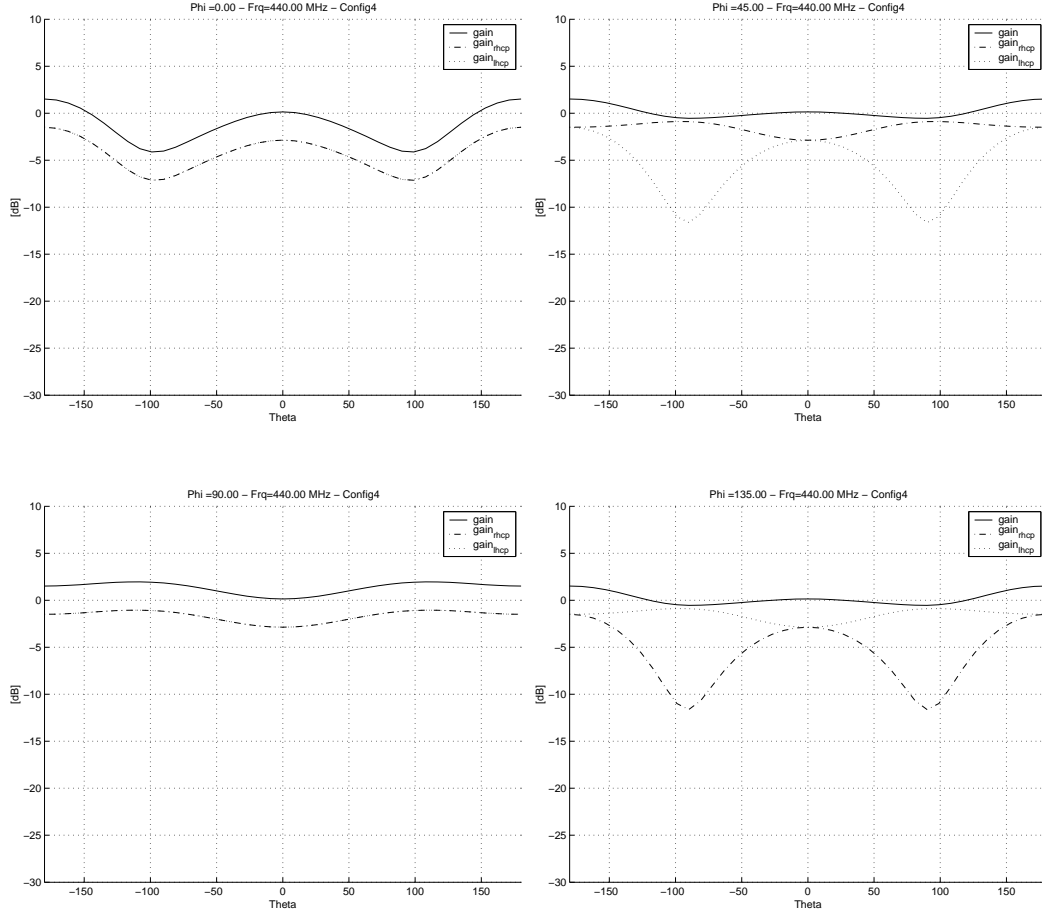 Phi =0.00 − Frq=440.00 MHz − Config4
10
5
0
−5
−10
−15
−20
−25
−30
[dB]
gain
gain_rhcp
gain_lhcp
−150 −100 −50 0 50 100 150
Theta
Phi =45.00 − Frq=440.00 MHz − Config4
10
5
0
−5
−10
−15
−20
−25
−30
[dB]
gain
gain_rhcp
gain_lhcp
−150 −100 −50 0 50 100 150
Theta
Phi =90.00 − Frq=440.00 MHz − Config4
10
5
0
−5
−10
−15
−20
−25
−30
[dB]
gain
gain_rhcp
gain_lhcp
−150 −100 −50 0 50 100 150
Theta
Phi =135.00 − Frq=440.00 MHz − Config4
10
5
0
−5
−10
−15
−20
−25
−30
[dB]
gain
gain_rhcp
gain_lhcp
−150 −100 −50 0 50 100 150
Theta